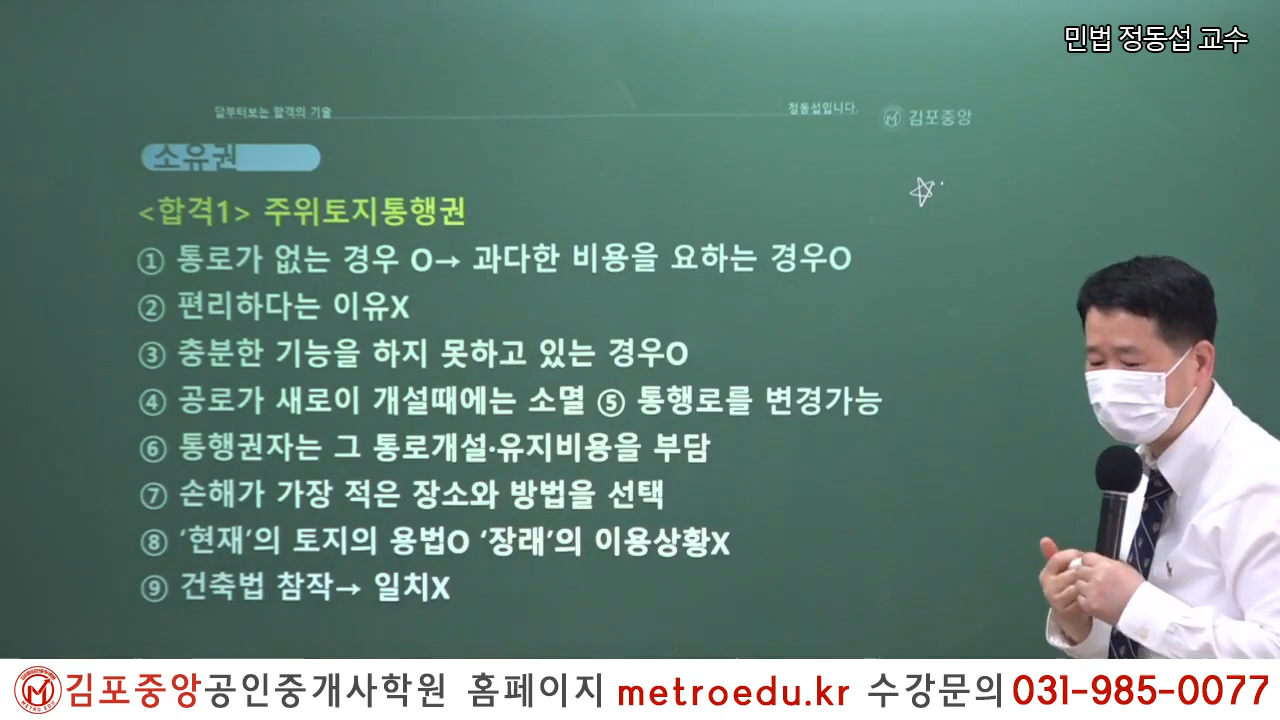 민법 정동섭 교수
답부터보는 합격의 기술
정동섭입니다.
김포중앙
소유권
<합격1> 주위토지통행권
① 통로가 없는 경우 O→ 과다한 비용을 요하는 경우O
② 편리하다는 이유X
③ 충분한 기능을 하지 못하고 있는 경우O
④ 공로가 새로이 개설때에는 소멸 ⑤ 통행로를 변경가능
⑥ 통행권자는 그 통로개설·유지비용을 부담
⑦ 손해가 가장 적은 장소와 방법을 선택
⑧ ‘현재’의 토지의 용법O ‘장래’의 이용상황X
⑨ 건축법 참작→ 일치X
김포중앙공인중개사학원 홈페이지 metroedu.kr 수강문의 031-985-0077